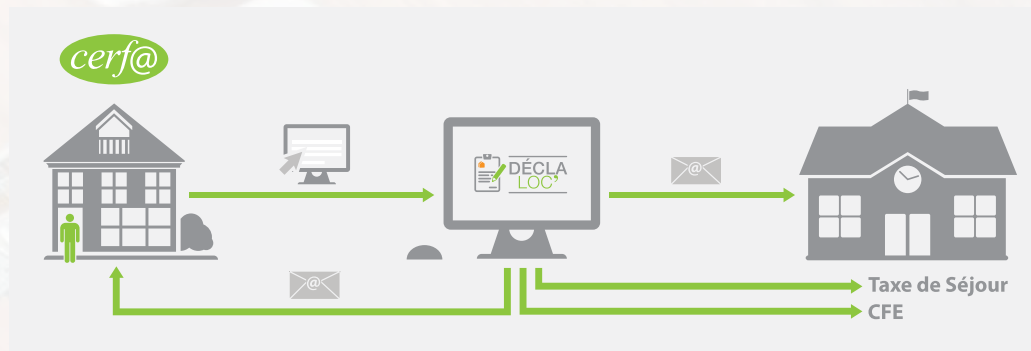 cerf@
DÉCLA
LOC'
@
@
Taxe de Séjour
CFE